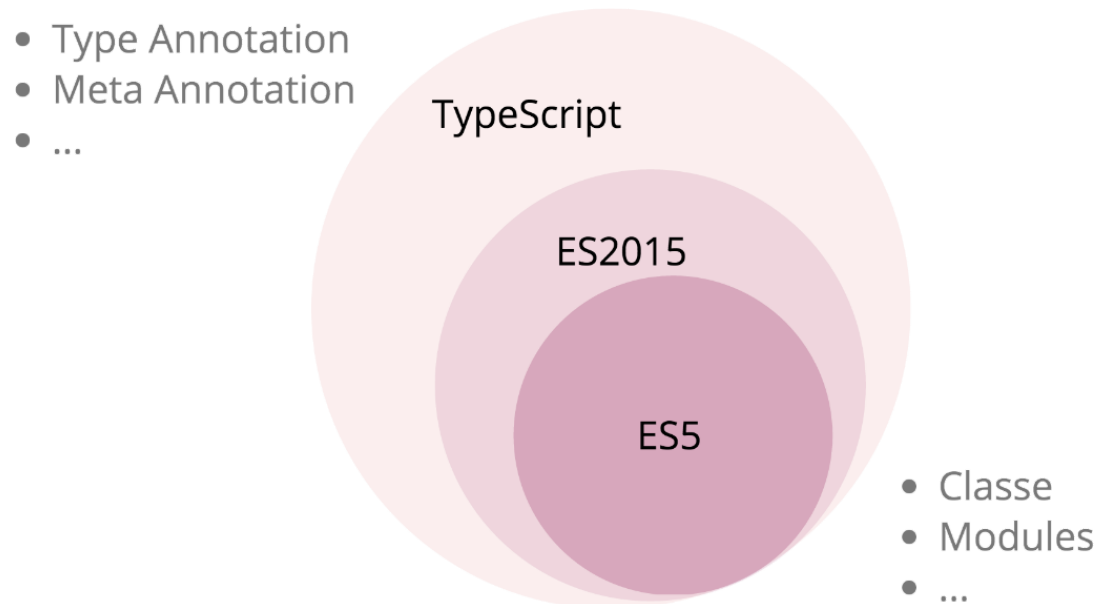 • Type Annotation
• Meta Annotation
• ...
TypeScript
ES2015
ES5
• Classe
• Modules
• ...